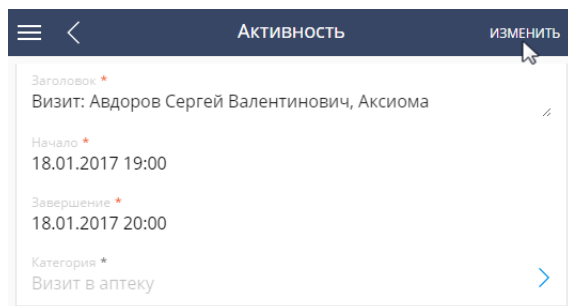 Активность
ИЗМЕНИТЬ
Заголовок *
Визит: Авдоров Сергей Валентинович, Аксиома
Начало *
18.01.2017 19:00
Завершение *
18.01.2017 20:00
Категория *
Визит в аптеку